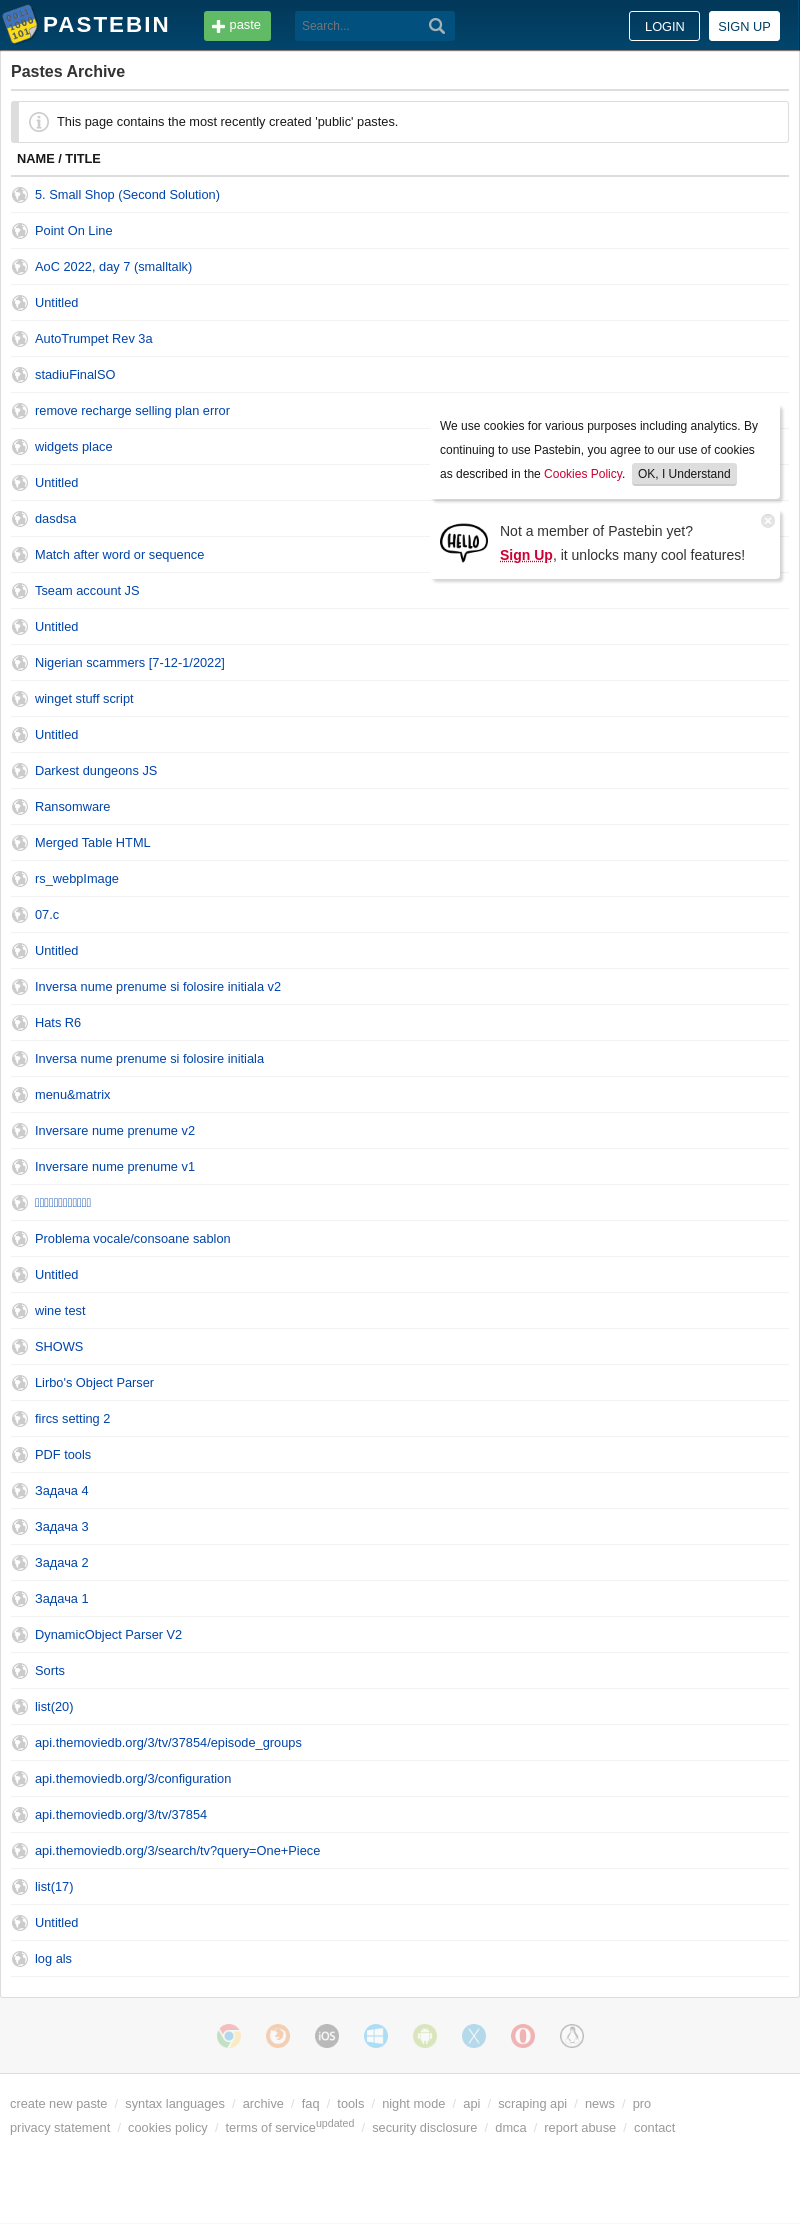 PASTEBIN
paste
Search...
LOGIN
SIGN UP
Pastes Archive
This page contains the most recently created 'public' pastes.
NAME / TITLE
5. Small Shop (Second Solution)
Point On Line
AoC 2022, day 7 (smalltalk)
Untitled
AutoTrumpet Rev 3a
stadiuFinalSO
remove recharge selling plan error
widgets place
Untitled
dasdsa
Match after word or sequence
Tseam account JS
We use cookies for various purposes including analytics. By
continuing to use Pastebin, you agree to our use of cookies
as described in the Cookies Policy. OK, I Understand
HELLO
Not a member of Pastebin yet?
Sign Up, it unlocks many cool features!
Untitled
Nigerian scammers [7-12-1/2022]
winget stuff script
Untitled
Darkest dungeons JS
Ransomware
Merged Table HTML
rs_webpImage
07.c
Untitled
Inversa nume prenume si folosire initiala v2
Hats R6
Inversa nume prenume si folosire initiala
menu&matrix
Inversare nume prenume v2
Inversare nume prenume v1
Problema vocale/consoane sablon
Untitled
wine test
SHOWS
Lirbo's Object Parser
fircs setting 2
PDF tools
Задача 4
Задача 3
Задача 2
Задача 1
DynamicObject Parser V2
Sorts
list(20)
api.themoviedb.org/3/tv/37854/episode_groups
api.themoviedb.org/3/configuration
api.themoviedb.org/3/tv/37854
api.themoviedb.org/3/search/tv?query=One+Piece
list(17)
Untitled
log als
iOS
create new paste / syntax languages / archive / faq / tools / night mode / api / scraping api / news / pro
privacy statement / cookies policy / terms of service updated / security disclosure / dmca / report abuse / contact